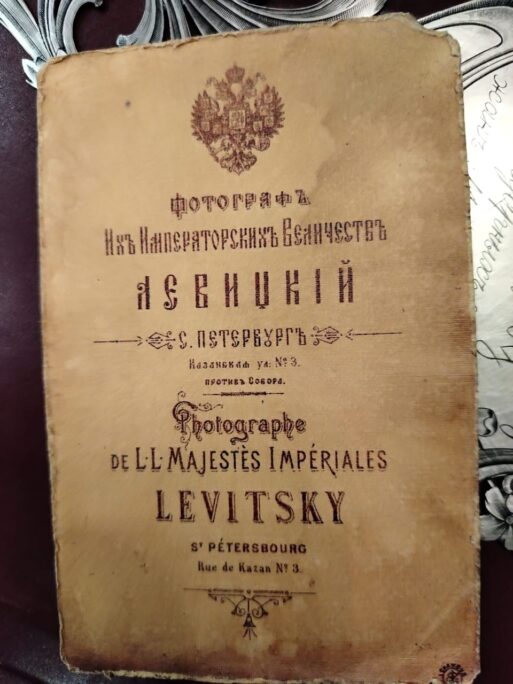 Фотографъ
Ихъ Императорскихъ Величествъ
ЛЕВИЦКІЙ
С. ПЕТЕРБУРГЪ
Казанская ул: № 3.
противъ Собора.
Photographe
DE L.L. MAJESTÈS IMPÉRIALES
LEVITSKY
St PÉTERSBOURG
Rue de Kazan № 3.